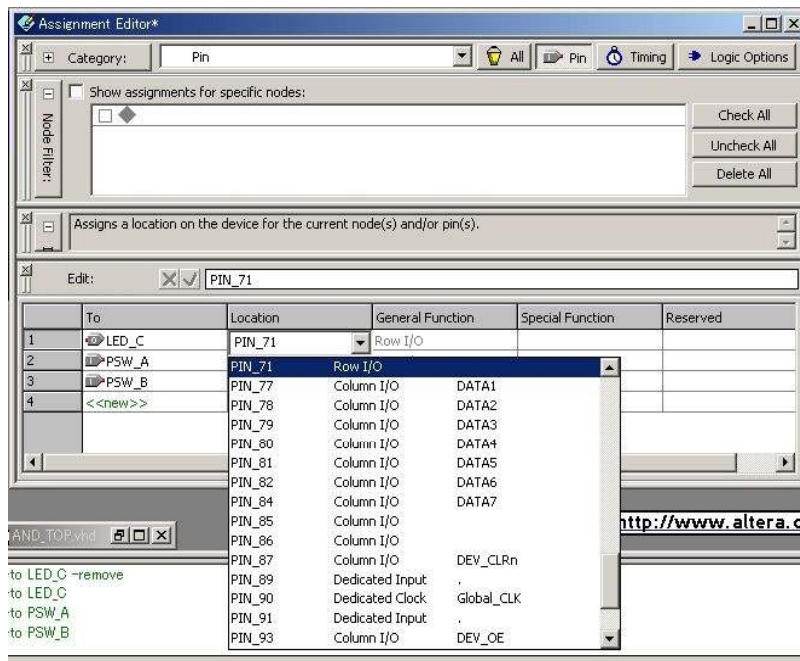 Assignment Editor*
Category: Pin All Pin Timing Logic Options
Show assignments for specific nodes:
Node Filter:
Check All
Uncheck All
Delete All
Assigns a location on the device for the current node(s) and/or pin(s).
Edit: PIN_71
To Location General Function Special Function Reserved
1 LED_C PIN_71 Row I/O
2 PSW_A
3 PSW_B
4 <<new>>
PIN_71 Row I/O
PIN_77 Column I/O DATA1
PIN_78 Column I/O DATA2
PIN_79 Column I/O DATA3
PIN_80 Column I/O DATA4
PIN_81 Column I/O DATA5
PIN_82 Column I/O DATA6
PIN_84 Column I/O DATA7
PIN_85 Column I/O
PIN_86 Column I/O
PIN_87 Column I/O DEV_CLRn
PIN_89 Dedicated Input .
PIN_90 Dedicated Clock Global_CLK
PIN_91 Dedicated Input .
PIN_93 Column I/O DEV_OE
http://www.altera.c
AND_TOP.vhd
to LED_C -remove
to LED_C
to PSW_A
to PSW_B